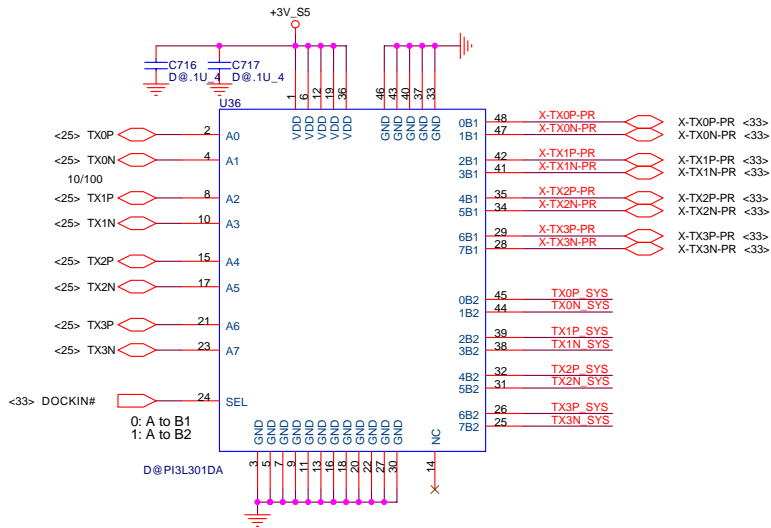 +3V_S5
C716
D@.1U_4
C717
D@.1U_4
U36
1 6 12 19 36 46 43 40 37 33
VDD VDD VDD VDD VDD GND GND GND GND GND
<25> TX0P 2 A0
<25> TX0N 4 A1
10/100
<25> TX1P 8 A2
<25> TX1N 10 A3
<25> TX2P 15 A4
<25> TX2N 17 A5
<25> TX3P 21 A6
<25> TX3N 23 A7
<33> DOCKIN# 24 SEL
0: A to B1
1: A to B2
0B1 48 X-TX0P-PR X-TX0P-PR <33>
1B1 47 X-TX0N-PR X-TX0N-PR <33>
2B1 42 X-TX1P-PR X-TX1P-PR <33>
3B1 41 X-TX1N-PR X-TX1N-PR <33>
4B1 35 X-TX2P-PR X-TX2P-PR <33>
5B1 34 X-TX2N-PR X-TX2N-PR <33>
6B1 29 X-TX3P-PR X-TX3P-PR <33>
7B1 28 X-TX3N-PR X-TX3N-PR <33>
0B2 45 TX0P_SYS
1B2 44 TX0N_SYS
2B2 39 TX1P_SYS
3B2 38 TX1N_SYS
4B2 32 TX2P_SYS
5B2 31 TX2N_SYS
6B2 26 TX3P_SYS
7B2 25 TX3N_SYS
GND GND GND GND GND GND GND GND GND GND GND NC
3 5 7 9 11 13 16 18 20 22 27 30 14
D@PI3L301DA